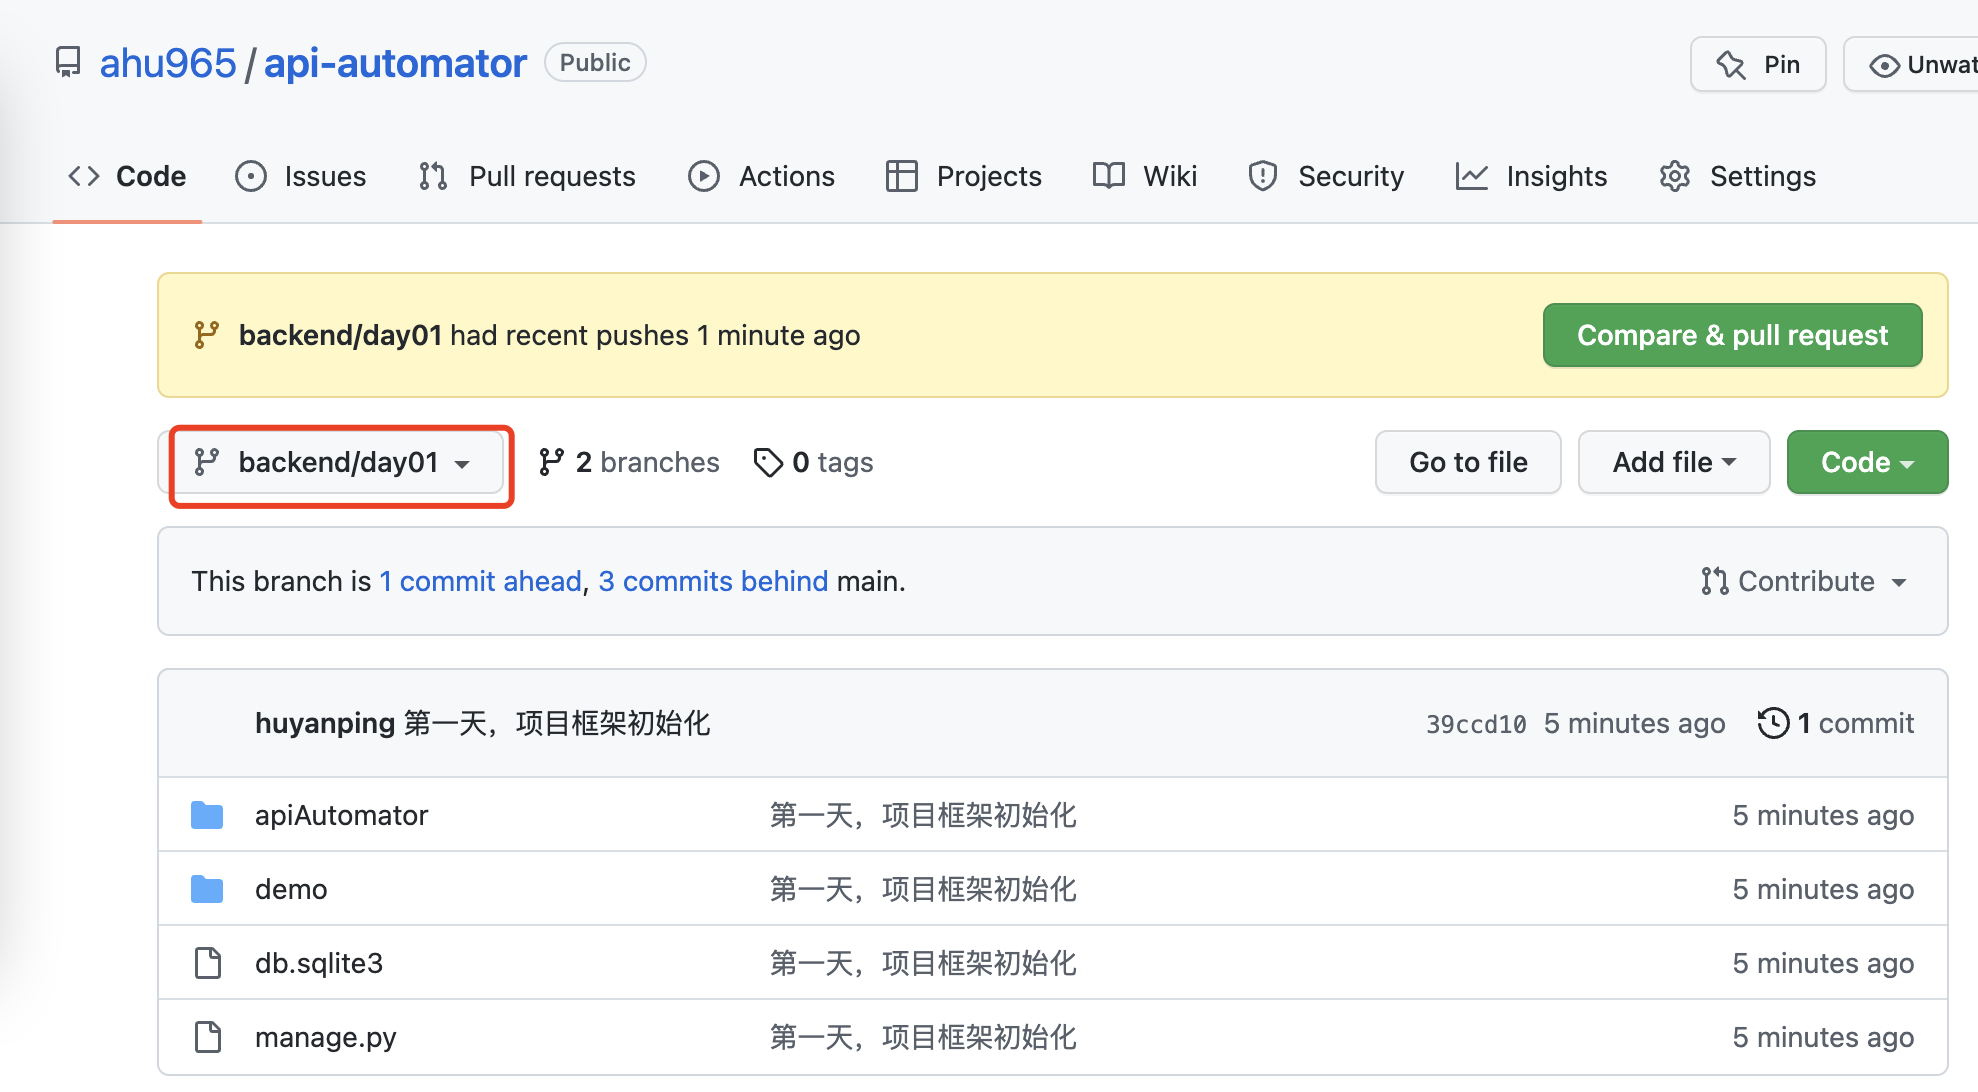 ahu965 / api-automator Public Pin Unwat
Code Issues Pull requests Actions Projects Wiki Security Insights Settings
backend/day01 had recent pushes 1 minute ago Compare & pull request
backend/day01 2 branches 0 tags Go to file Add file Code
This branch is 1 commit ahead, 3 commits behind main. Contribute
huyanping 第一天，项目框架初始化 39ccd10 5 minutes ago 1 commit
apiAutomator 第一天，项目框架初始化 5 minutes ago
demo 第一天，项目框架初始化 5 minutes ago
db.sqlite3 第一天，项目框架初始化 5 minutes ago
manage.py 第一天，项目框架初始化 5 minutes ago